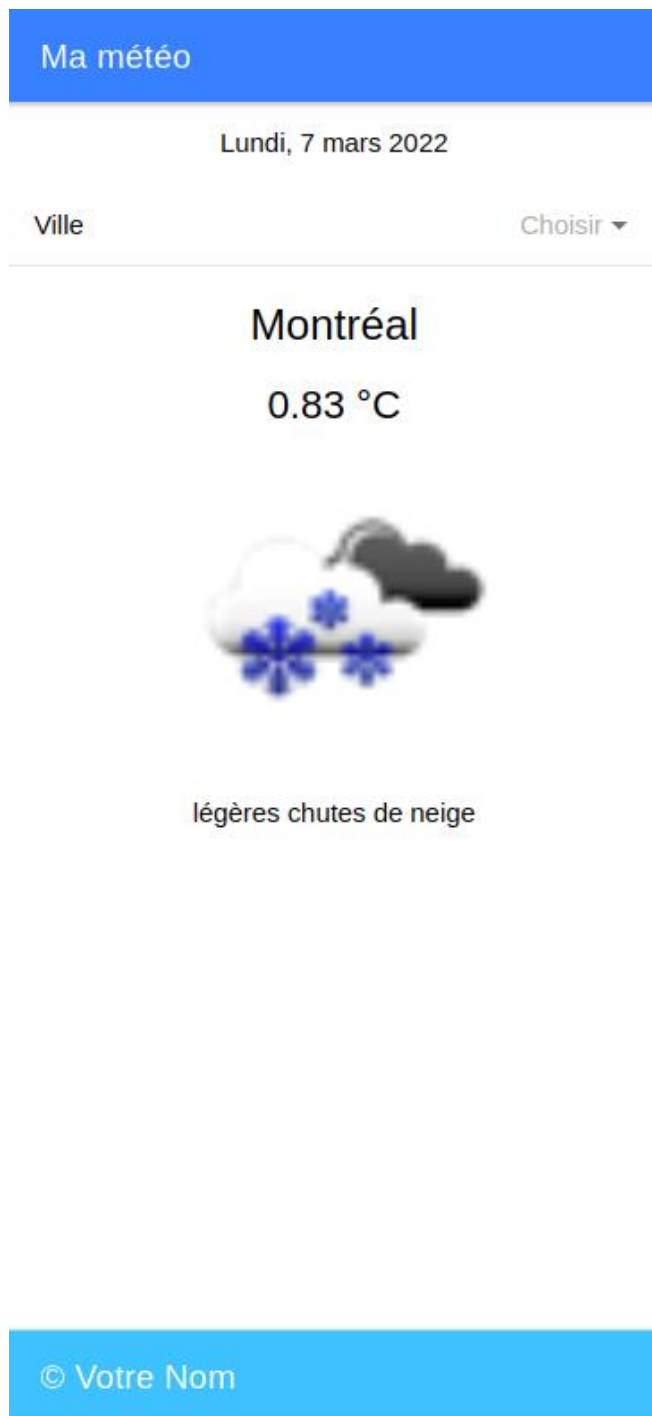 Ma météo
Lundi, 7 mars 2022
Ville Choisir
Montréal
0.83 °C
légères chutes de neige
© Votre Nom